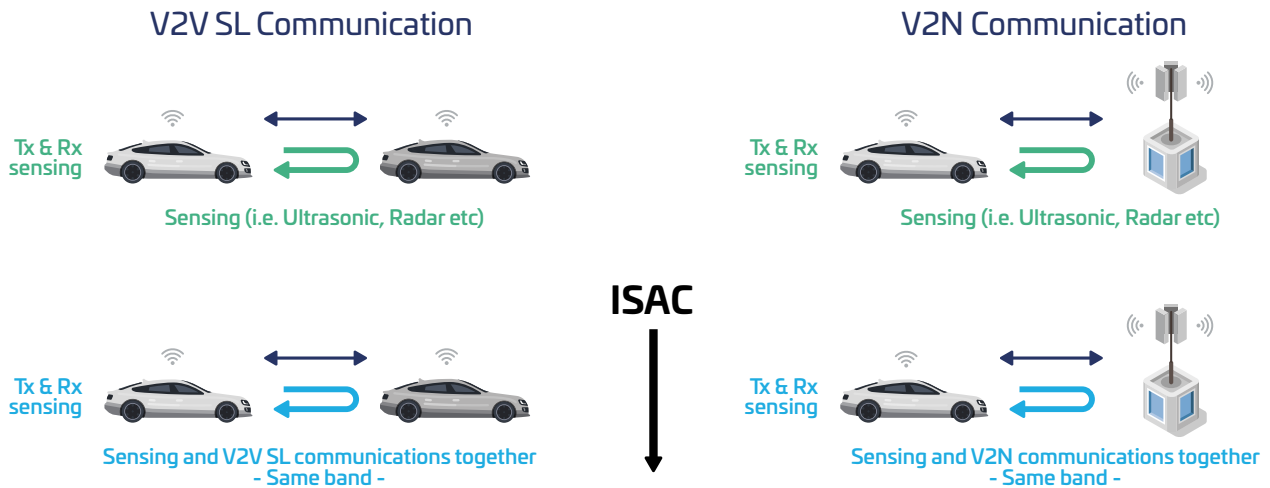 V2V SL Communication
V2N Communication
Tx & Rx
sensing
Tx & Rx
sensing
Sensing (i.e. Ultrasonic, Radar etc)
Sensing (i.e. Ultrasonic, Radar etc)
ISAC
Tx & Rx
sensing
Tx & Rx
sensing
Sensing and V2V SL communications together
- Same band -
Sensing and V2N communications together
- Same band -